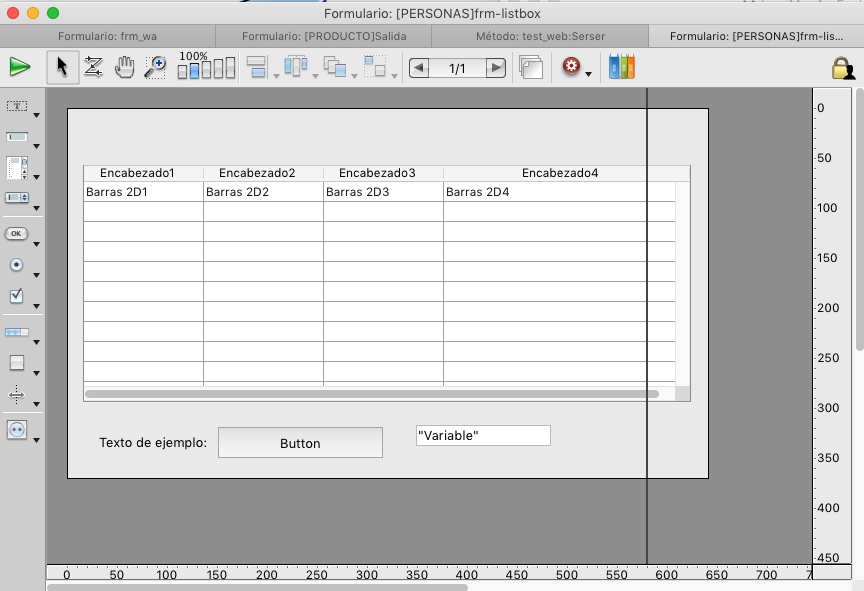 Formulario: [PERSONAS]frm-listbox
Formulario: frm_wa
Formulario: [PRODUCTO]Salida
Método: test_web:Serser
Formulario: [PERSONAS]frm-lis...
100%
1/1
T
OK
Encabezado1 Encabezado2 Encabezado3 Encabezado4
Barras 2D1 Barras 2D2 Barras 2D3 Barras 2D4
Texto de ejemplo: Button "Variable"
0
50
100
150
200
250
300
350
400
450
0 50 100 150 200 250 300 350 400 450 500 550 600 650 700 7